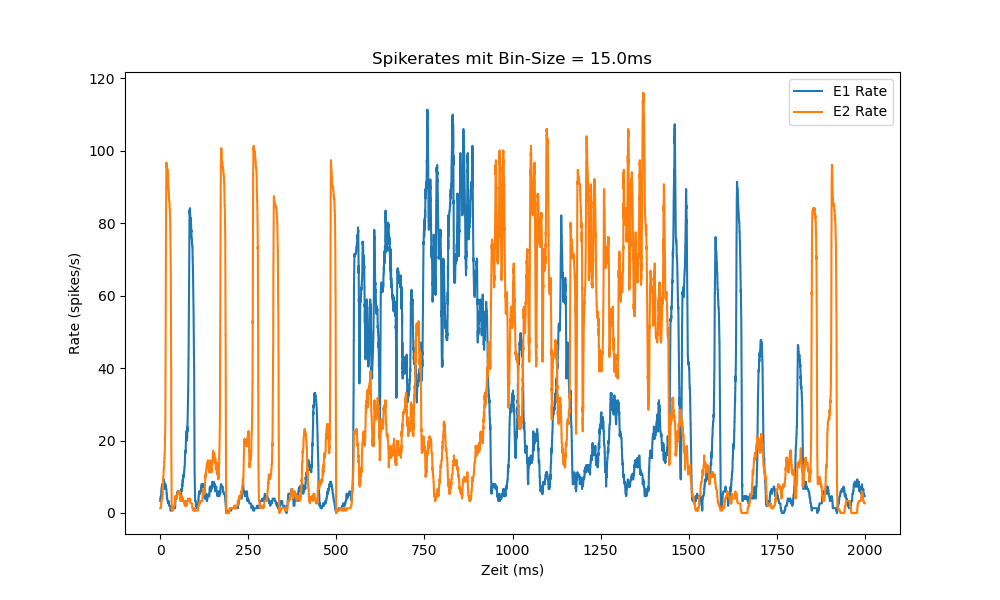 Spikerates mit Bin-Size = 15.0ms
E1 Rate
E2 Rate
Rate (spikes/s)
120
100
80
60
40
20
0
0 250 500 750 1000 1250 1500 1750 2000
Zeit (ms)